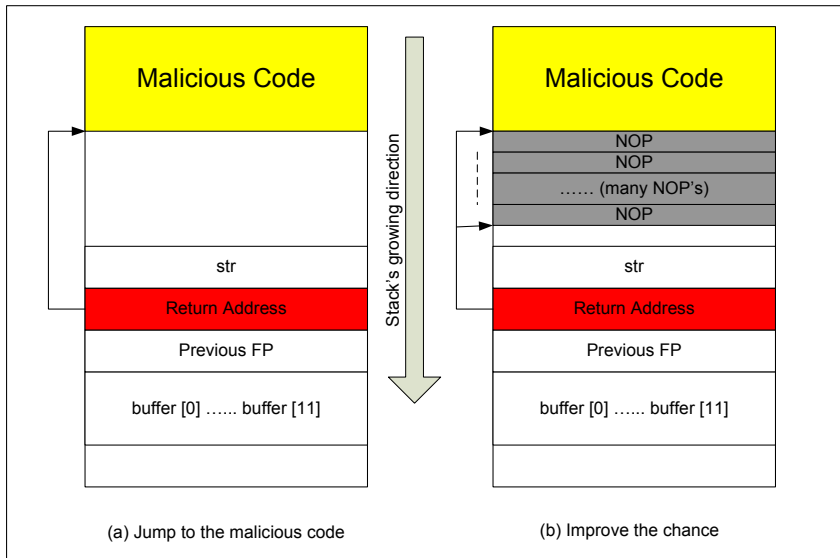 Malicious Code
str
Return Address
Previous FP
buffer [0] …... buffer [11]
(a) Jump to the malicious code
Stack’s growing direction
Malicious Code
NOP
NOP
…… (many NOP’s)
NOP
str
Return Address
Previous FP
buffer [0] …... buffer [11]
(b) Improve the chance